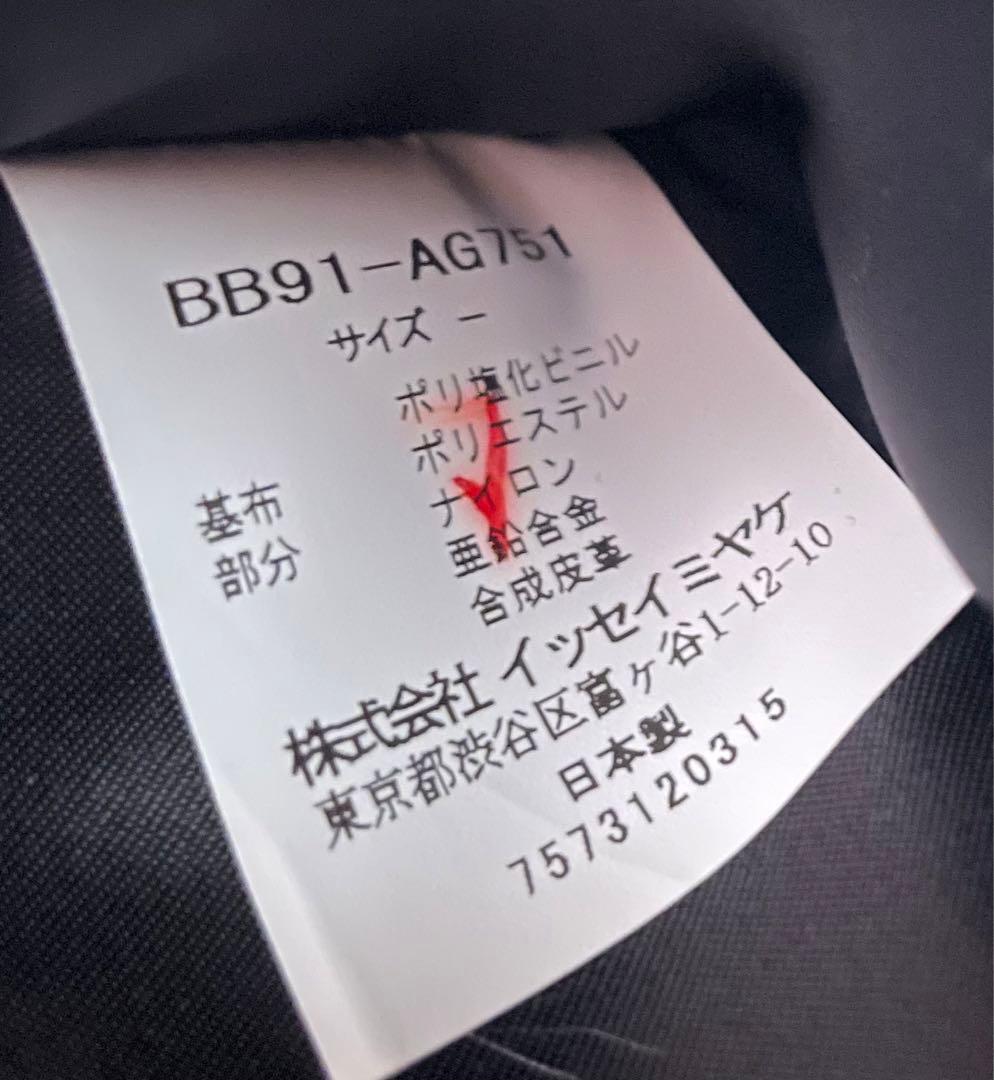 BB91-AG751
サイズ －
ポリ塩化ビニル
ポリエステル
基布 ナイロン
部分 亜鉛合金
合成皮革
株式会社 イッセイミヤケ
東京都渋谷区富ヶ谷1-12-10
日本製
7573120315